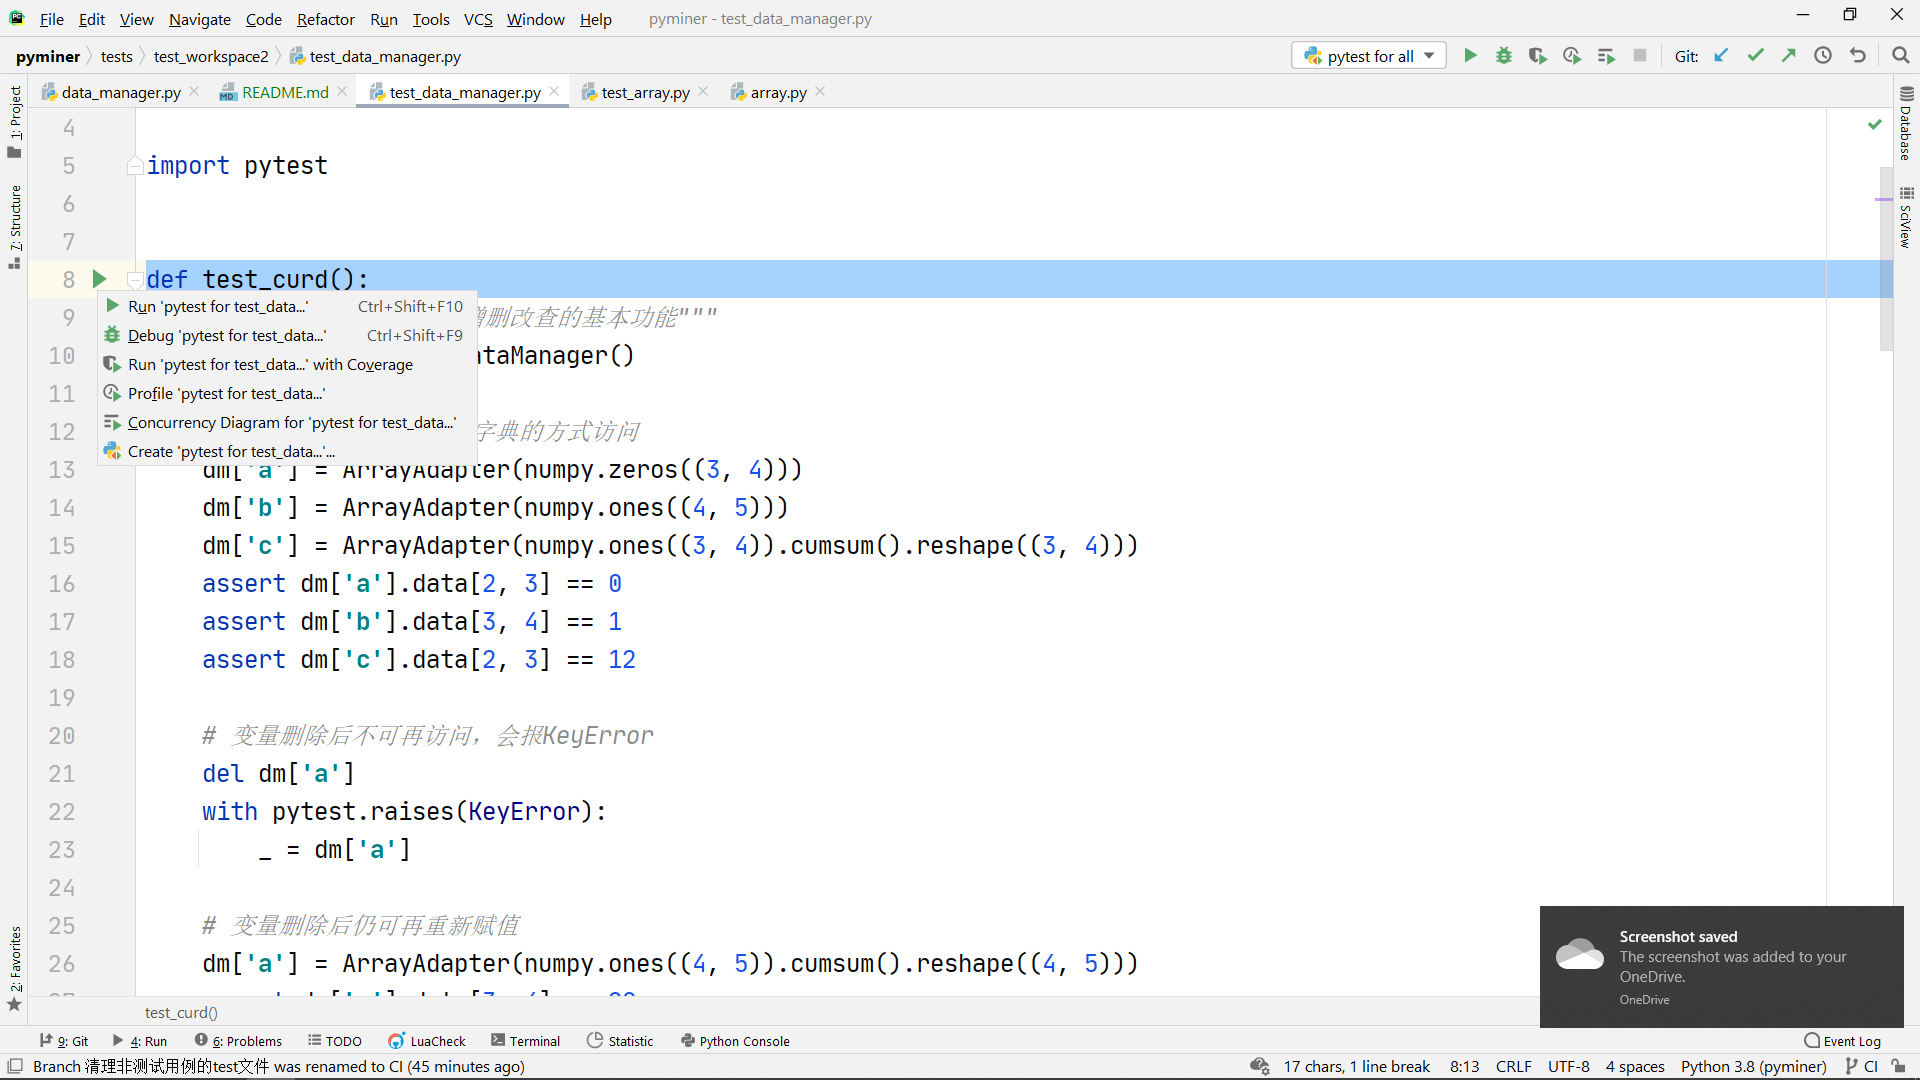 File Edit View Navigate Code Refactor Run Tools VCS Window Help pyminer - test_data_manager.py
pyminer tests test_workspace2 test_data_manager.py pytest for all Git:
data_manager.py README.md test_data_manager.py test_array.py array.py
1: Project
7: Structure
2: Favorites
Database
SciView
4
5 import pytest
6
7
8 def test_curd():
Run 'pytest for test_data...' Ctrl+Shift+F10
Debug 'pytest for test_data...' Ctrl+Shift+F9
Run 'pytest for test_data...' with Coverage
Profile 'pytest for test_data...'
Concurrency Diagram for 'pytest for test_data...'
Create 'pytest for test_data...'...
9 删改查的基本功能"""
10 ataManager()
11
12 字典的方式访问
13 dm['a'] = ArrayAdapter(numpy.zeros((3, 4)))
14 dm['b'] = ArrayAdapter(numpy.ones((4, 5)))
15 dm['c'] = ArrayAdapter(numpy.ones((3, 4)).cumsum().reshape((3, 4)))
16 assert dm['a'].data[2, 3] == 0
17 assert dm['b'].data[3, 4] == 1
18 assert dm['c'].data[2, 3] == 12
19
20 # 变量删除后不可再访问，会报KeyError
21 del dm['a']
22 with pytest.raises(KeyError):
23 _ = dm['a']
24
25 # 变量删除后仍可再重新赋值
26 dm['a'] = ArrayAdapter(numpy.ones((4, 5)).cumsum().reshape((4, 5)))
test_curd()
Screenshot saved
The screenshot was added to your
OneDrive.
OneDrive
9: Git 4: Run 6: Problems TODO LuaCheck Terminal Statistic Python Console Event Log
Branch 清理非测试用例的test文件 was renamed to CI (45 minutes ago) 17 chars, 1 line break 8:13 CRLF UTF-8 4 spaces Python 3.8 (pyminer) CI